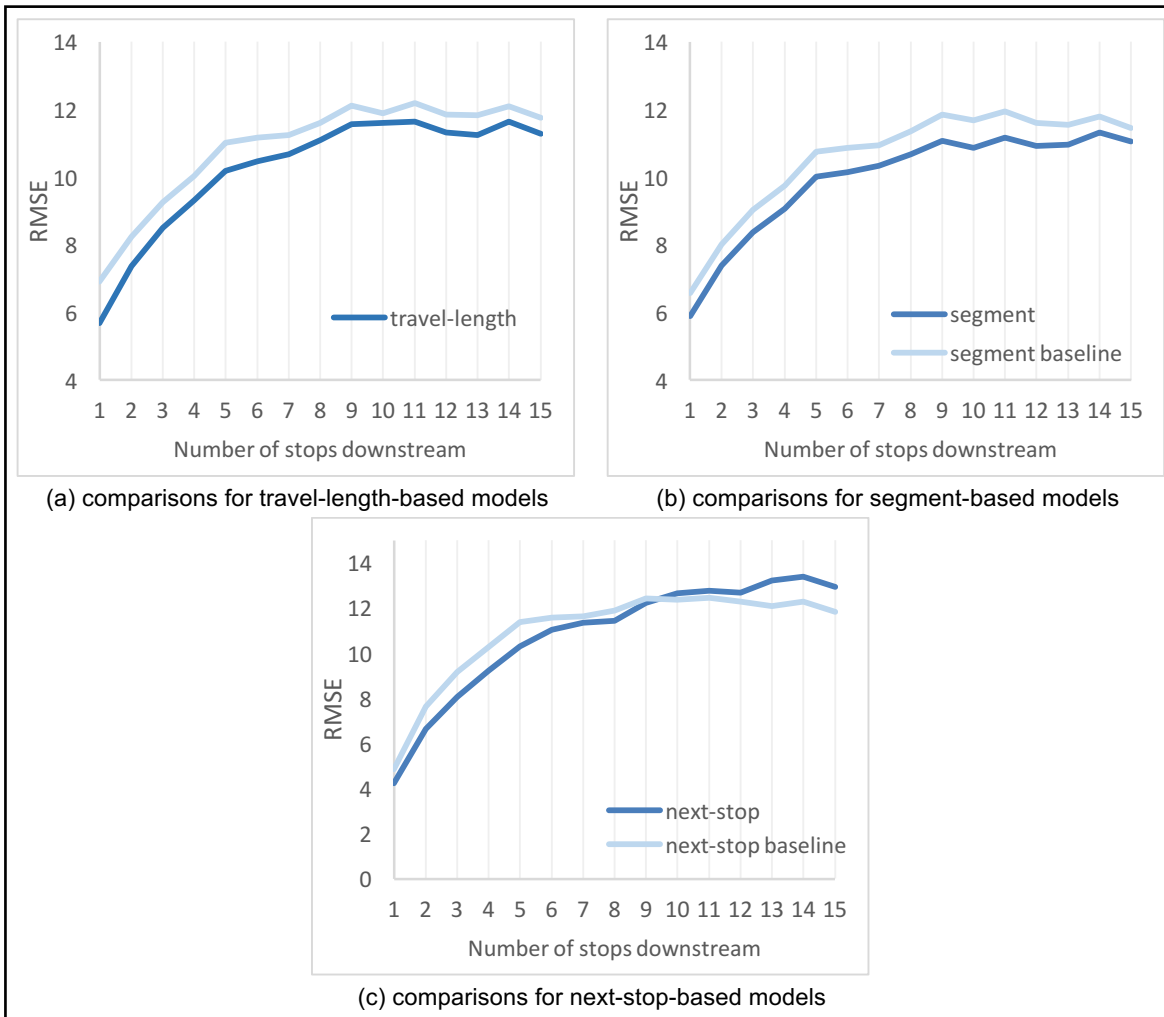 14
12
10
8
6
4
RMSE
travel-length
1 2 3 4 5 6 7 8 9 10 11 12 13 14 15
Number of stops downstream
(a) comparisons for travel-length-based models
14
12
10
8
6
4
RMSE
segment
segment baseline
1 2 3 4 5 6 7 8 9 10 11 12 13 14 15
Number of stops downstream
(b) comparisons for segment-based models
14
12
10
8
6
4
2
0
RMSE
next-stop
next-stop baseline
1 2 3 4 5 6 7 8 9 10 11 12 13 14 15
Number of stops downstream
(c) comparisons for next-stop-based models